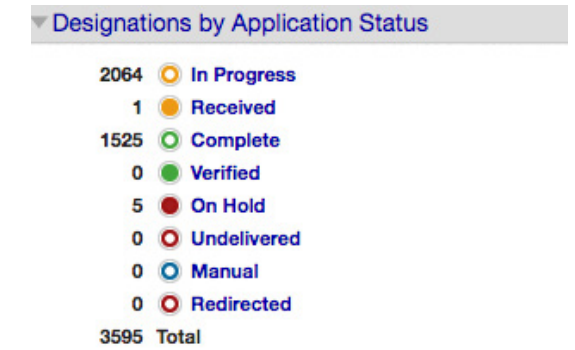 Designations by Application Status
2064 In Progress
1 Received
1525 Complete
0 Verified
5 On Hold
0 Undelivered
0 Manual
0 Redirected
3595 Total